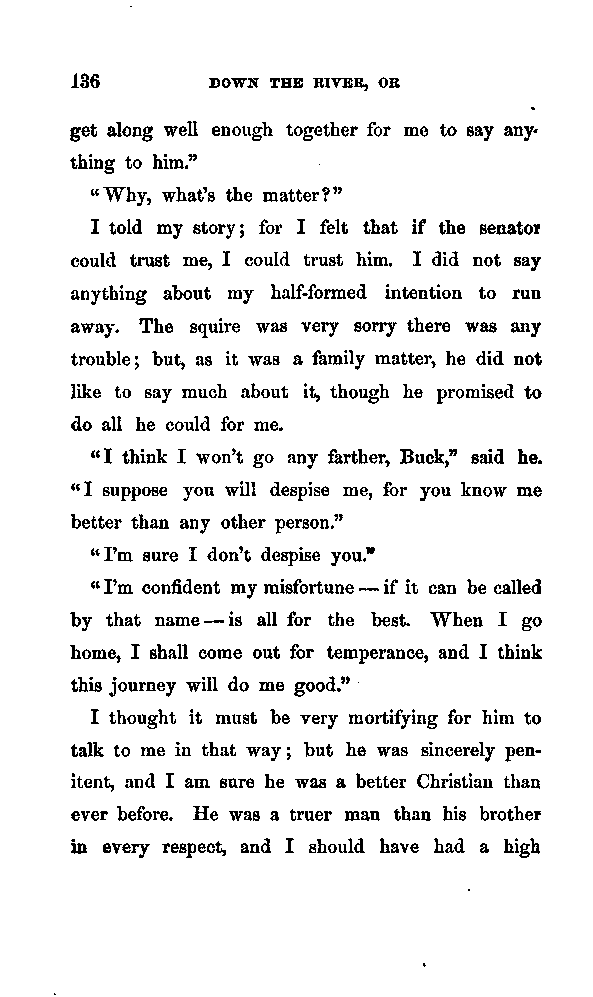 136 DOWN THE RIVER, OR
get along well enough together for me to say any-
thing to him."
"Why, what's the matter?"
I told my story; for I felt that if the senator
could trust me, I could trust him. I did not say
anything about my half-formed intention to run
away. The squire was very sorry there was any
trouble; but, as it was a family matter, he did not
like to say much about it, though he promised to
do all he could for me.
"I think I won't go any farther, Buck," said he.
"I suppose you will despise me, for you know me
better than any other person."
"I'm sure I don't despise you."
"I'm confident my misfortune — if it can be called
by that name — is all for the best. When I go
home, I shall come out for temperance, and I think
this journey will do me good."
I thought it must be very mortifying for him to
talk to me in that way; but he was sincerely pen-
itent, and I am sure he was a better Christian than
ever before. He was a truer man than his brother
in every respect, and I should have had a high